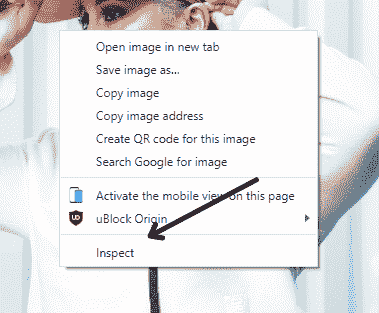 Open image in new tab
Save image as...
Copy image
Copy image address
Create QR code for this image
Search Google for image
Activate the mobile view on this page
uBlock Origin
Inspect